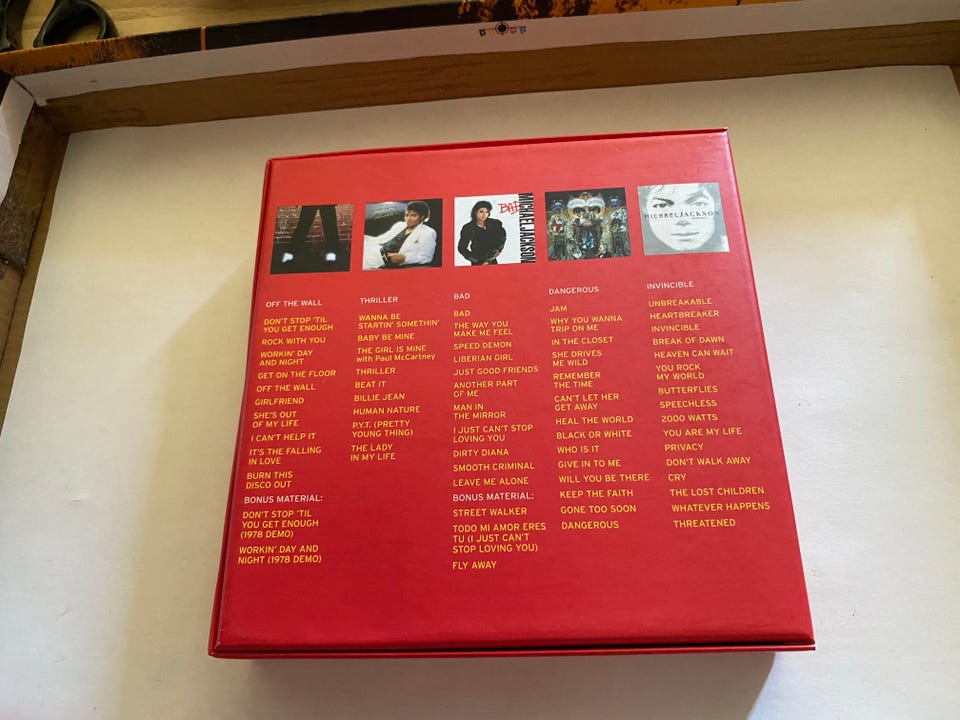 BAD
MICHAEL JACKSON
MICHAEL JACKSON
OFF THE WALL
DON'T STOP 'TIL
YOU GET ENOUGH
ROCK WITH YOU
WORKIN' DAY
AND NIGHT
GET ON THE FLOOR
OFF THE WALL
GIRLFRIEND
SHE'S OUT
OF MY LIFE
I CAN'T HELP IT
IT'S THE FALLING
IN LOVE
BURN THIS
DISCO OUT
BONUS MATERIAL:
DON'T STOP 'TIL
YOU GET ENOUGH
(1978 DEMO)
WORKIN' DAY AND
NIGHT (1978 DEMO)
THRILLER
WANNA BE
STARTIN' SOMETHIN'
BABY BE MINE
THE GIRL IS MINE
with Paul McCartney
THRILLER
BEAT IT
BILLIE JEAN
HUMAN NATURE
P.Y.T. (PRETTY
YOUNG THING)
THE LADY
IN MY LIFE
BAD
BAD
THE WAY YOU
MAKE ME FEEL
SPEED DEMON
LIBERIAN GIRL
JUST GOOD FRIENDS
ANOTHER PART
OF ME
MAN IN
THE MIRROR
I JUST CAN'T STOP
LOVING YOU
DIRTY DIANA
SMOOTH CRIMINAL
LEAVE ME ALONE
BONUS MATERIAL:
STREET WALKER
TODO MI AMOR ERES
TU (I JUST CAN'T
STOP LOVING YOU)
FLY AWAY
DANGEROUS
JAM
WHY YOU WANNA
TRIP ON ME
IN THE CLOSET
SHE DRIVES
ME WILD
REMEMBER
THE TIME
CAN'T LET HER
GET AWAY
HEAL THE WORLD
BLACK OR WHITE
WHO IS IT
GIVE IN TO ME
WILL YOU BE THERE
KEEP THE FAITH
GONE TOO SOON
DANGEROUS
INVINCIBLE
UNBREAKABLE
HEARTBREAKER
INVINCIBLE
BREAK OF DAWN
HEAVEN CAN WAIT
YOU ROCK
MY WORLD
BUTTERFLIES
SPEECHLESS
2000 WATTS
YOU ARE MY LIFE
PRIVACY
DON'T WALK AWAY
CRY
THE LOST CHILDREN
WHATEVER HAPPENS
THREATENED